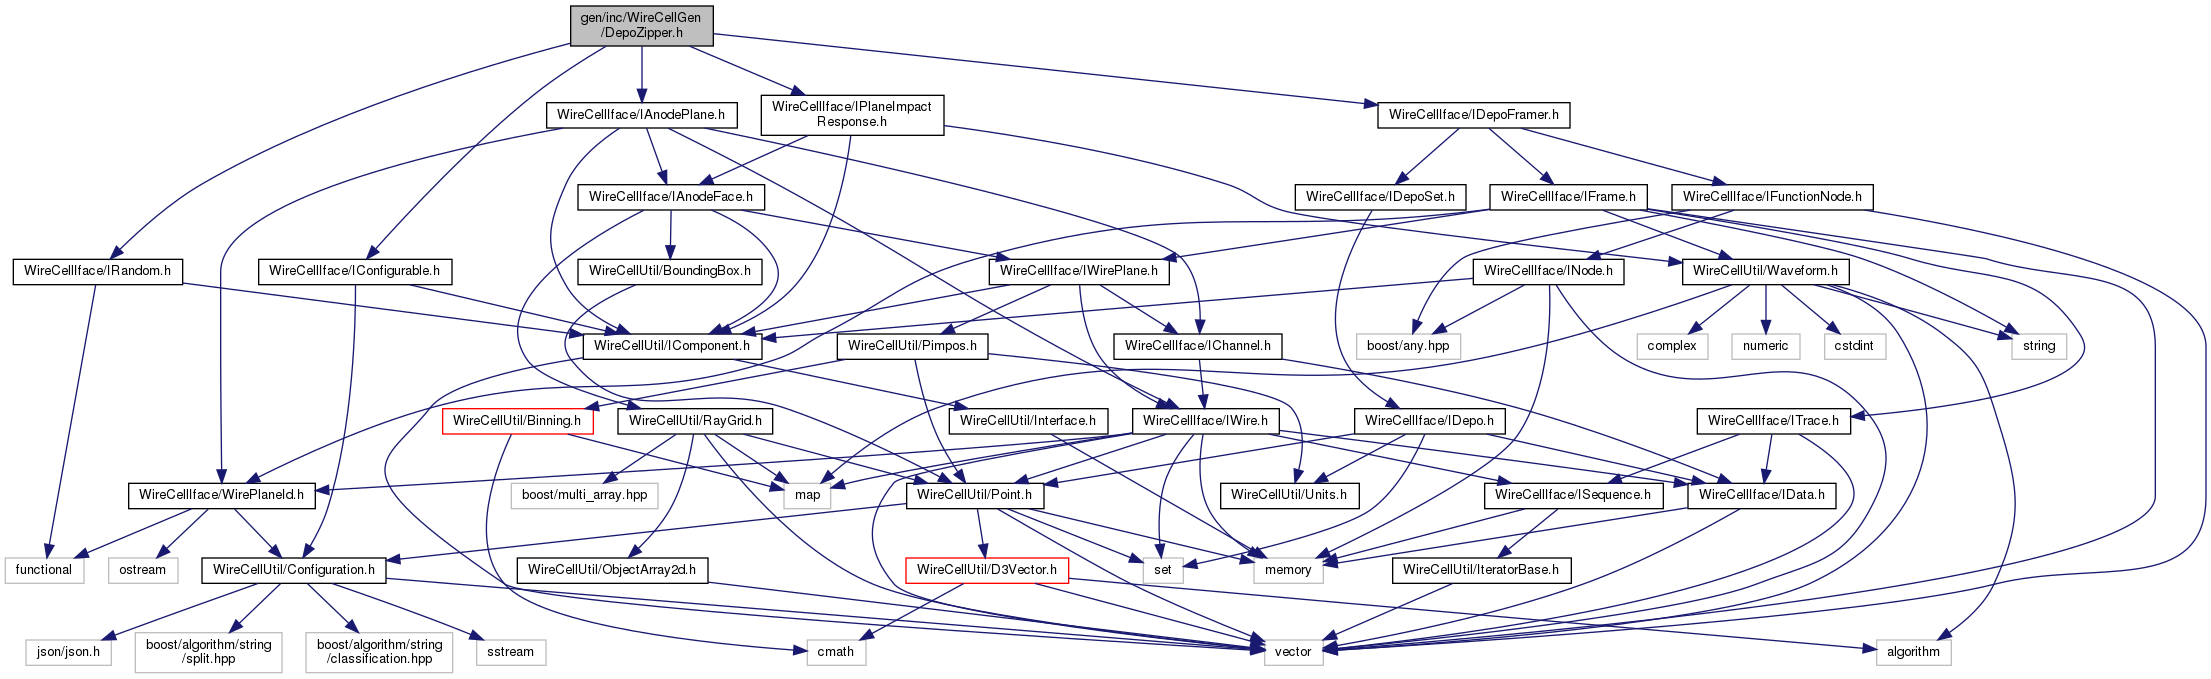 gen/inc/WireCellGen
/DepoZipper.h
WireCellIface/IAnodePlane.h
WireCellIface/IPlaneImpact
Response.h
WireCellIface/IDepoFramer.h
WireCellIface/IAnodeFace.h
WireCellIface/IDepoSet.h
WireCellIface/IFrame.h
WireCellIface/IFunctionNode.h
WireCellIface/IRandom.h
WireCellIface/IConfigurable.h
WireCellUtil/BoundingBox.h
WireCellIface/IWirePlane.h
WireCellIface/INode.h
WireCellUtil/Waveform.h
WireCellUtil/IComponent.h
WireCellUtil/Pimpos.h
WireCellIface/IChannel.h
boost/any.hpp
complex
numeric
cstdint
string
WireCellUtil/Binning.h
WireCellUtil/RayGrid.h
WireCellUtil/Interface.h
WireCellIface/IWire.h
WireCellIface/IDepo.h
WireCellIface/ITrace.h
WireCellIface/WirePlaneId.h
boost/multi_array.hpp
map
WireCellUtil/Point.h
WireCellUtil/Units.h
WireCellIface/ISequence.h
WireCellIface/IData.h
functional
ostream
WireCellUtil/Configuration.h
WireCellUtil/ObjectArray2d.h
WireCellUtil/D3Vector.h
set
memory
WireCellUtil/IteratorBase.h
json/json.h
boost/algorithm/string
/split.hpp
boost/algorithm/string
/classification.hpp
sstream
cmath
vector
algorithm